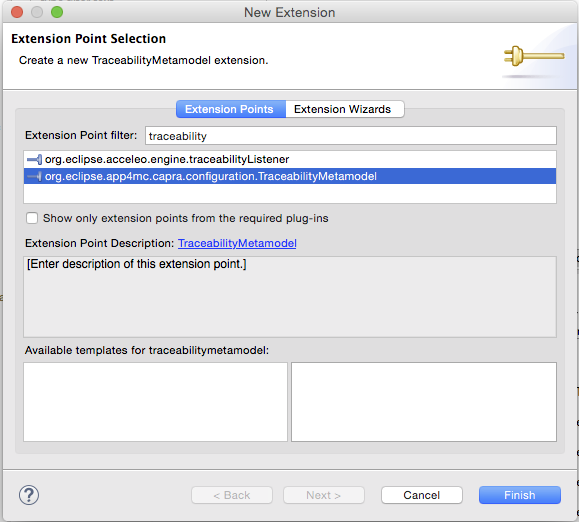 New Extension
Extension Point Selection
Create a new TraceabilityMetamodel extension.
Extension Points Extension Wizards
Extension Point filter: traceability
org.eclipse.acceleo.engine.traceabilityListener
org.eclipse.app4mc.capra.configuration.TraceabilityMetamodel
Show only extension points from the required plug-ins
Extension Point Description: TraceabilityMetamodel
[Enter description of this extension point.]
Available templates for traceabilitymetamodel:
? < Back Next > Cancel Finish